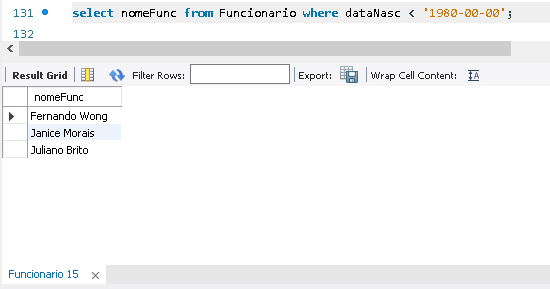 131 select nomeFunc from Funcionario where dataNasc < '1980-00-00';
132
Result Grid Filter Rows: Export: Wrap Cell Content: IA
nomeFunc
Fernando Wong
Janice Morais
Juliano Brito
Funcionario 15 ×